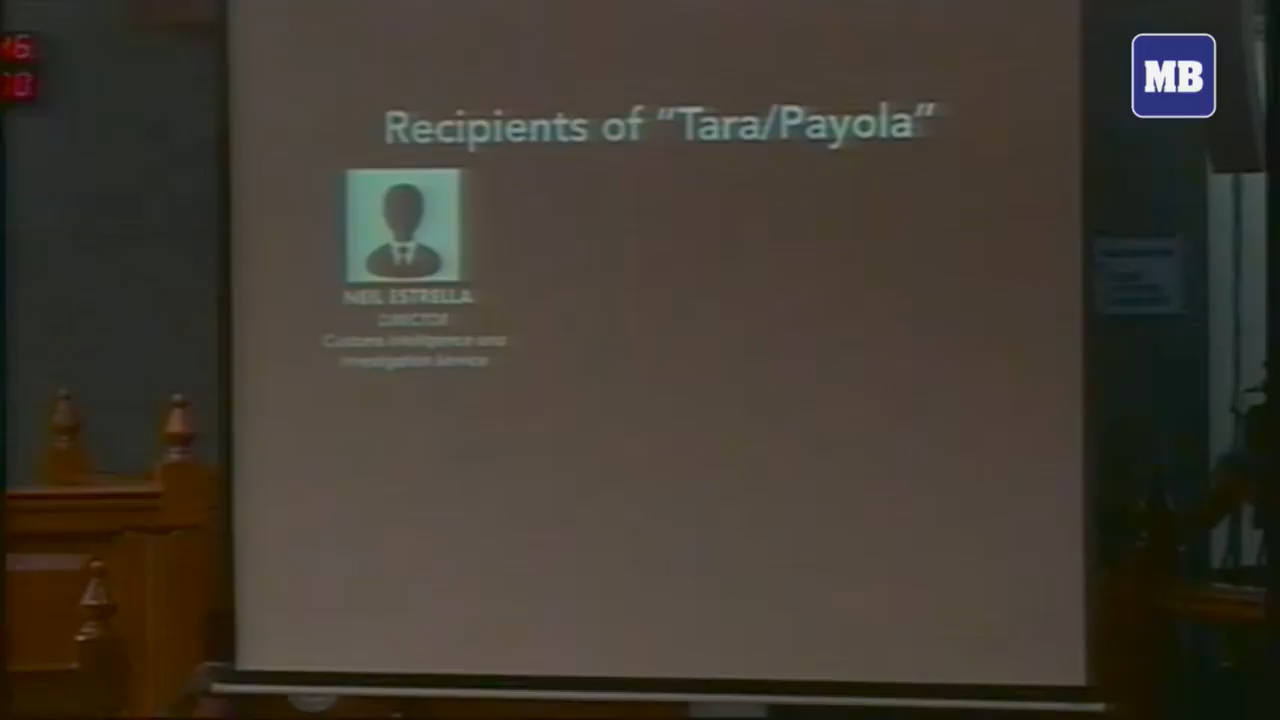 MB
Recipients of "Tara/Payola"
NEIL ESTRELLA
DIRECTOR
Customs Intelligence and
Investigation Service